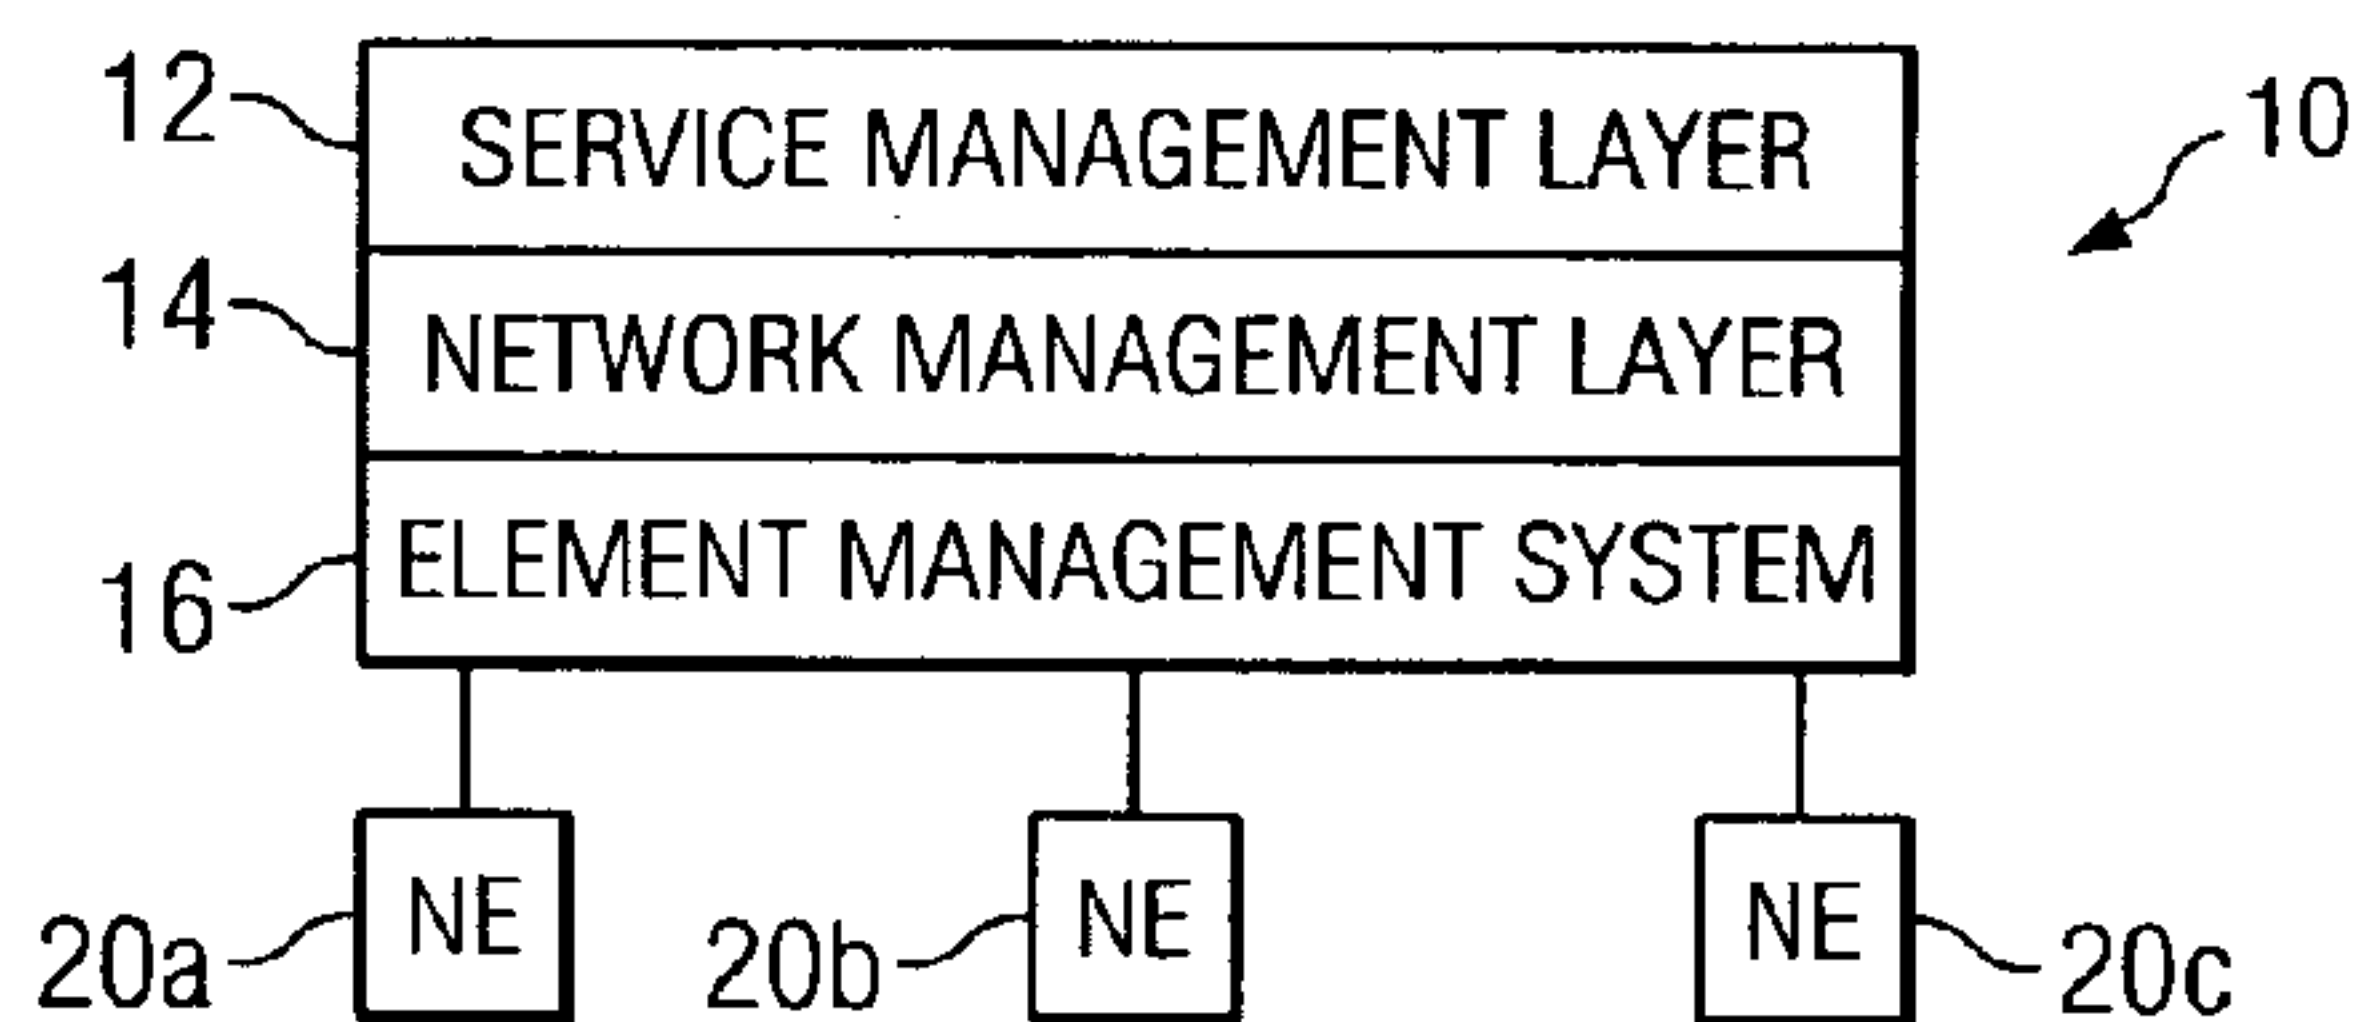 12 SERVICE MANAGEMENT LAYER 10
14 NETWORK MANAGEMENT LAYER
16 ELEMENT MANAGEMENT SYSTEM
20a NE 20b NE NE 20c